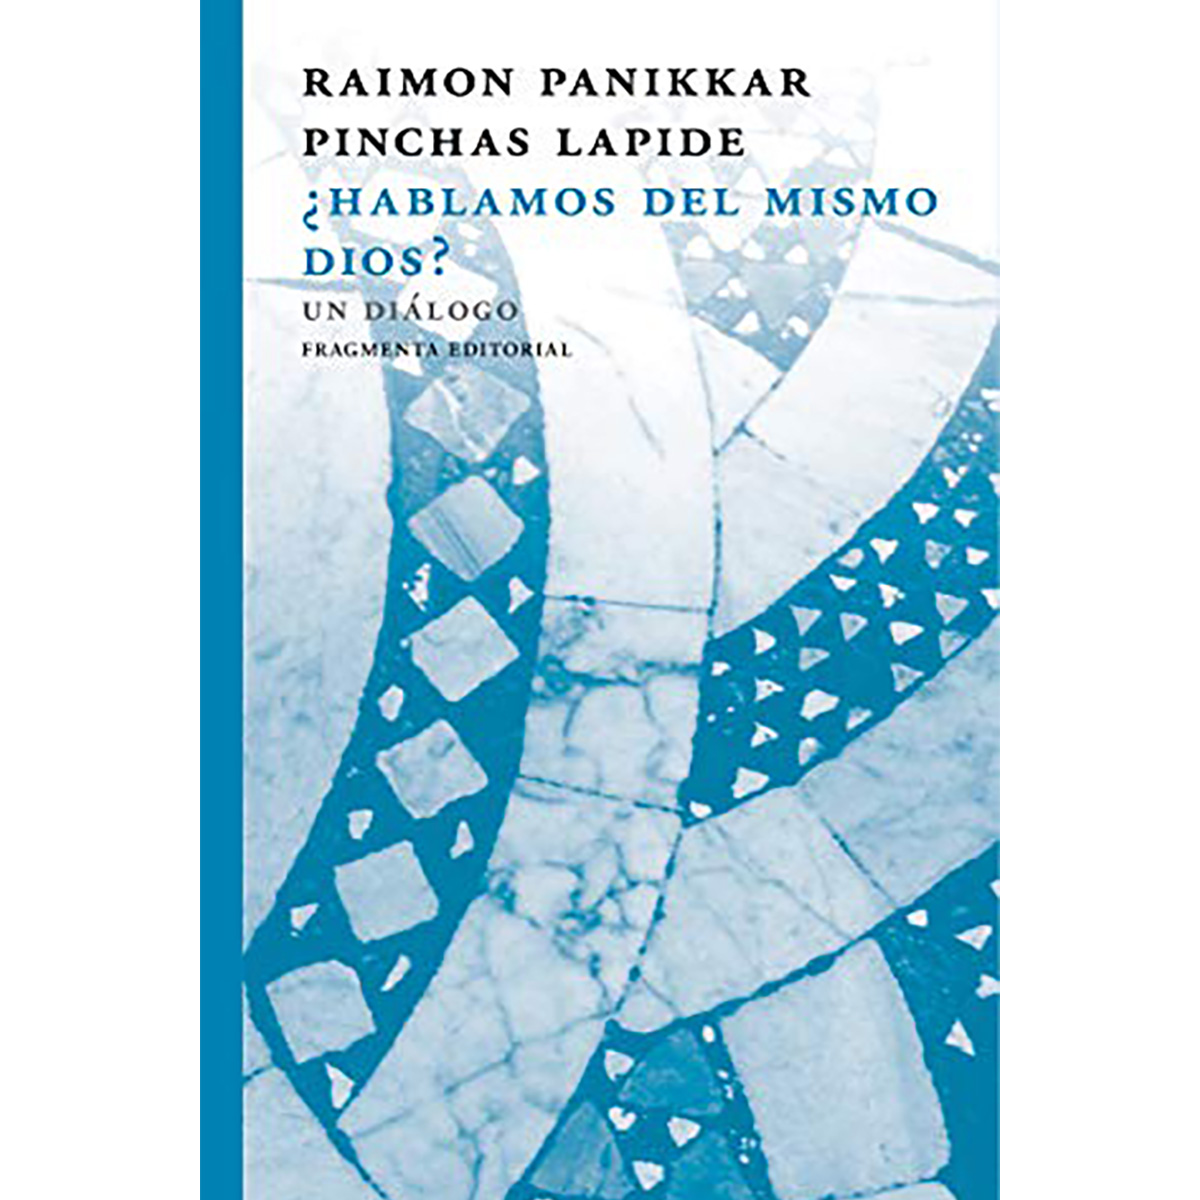 RAIMON PANIKKAR
PINCHAS LAPIDE
¿HABLAMOS DEL MISMO
DIOS?
UN DIÁLOGO
FRAGMENTA EDITORIAL